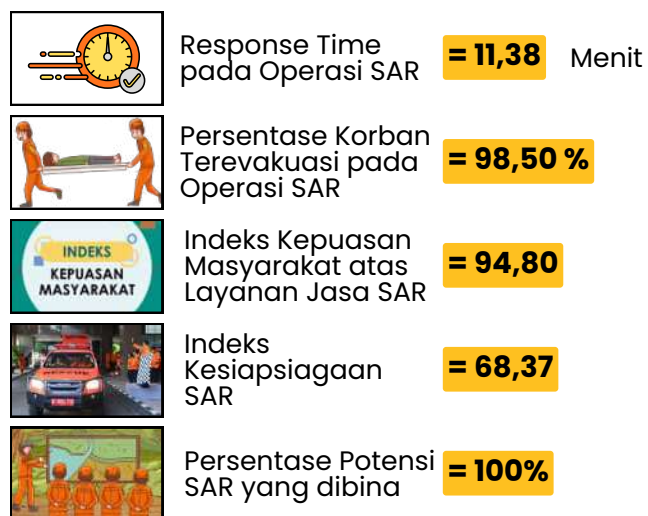 Response Time
pada Operasi SAR
= 11,38 Menit
Persentase Korban
Terevakuasi pada
Operasi SAR
= 98,50 %
INDEKS
KEPUASAN
MASYARAKAT
Indeks Kepuasan
Masyarakat atas
Layanan Jasa SAR
= 94,80
RESCUE
Indeks
Kesiapsiagaan
SAR
= 68,37
Persentase Potensi
SAR yang dibina
= 100%